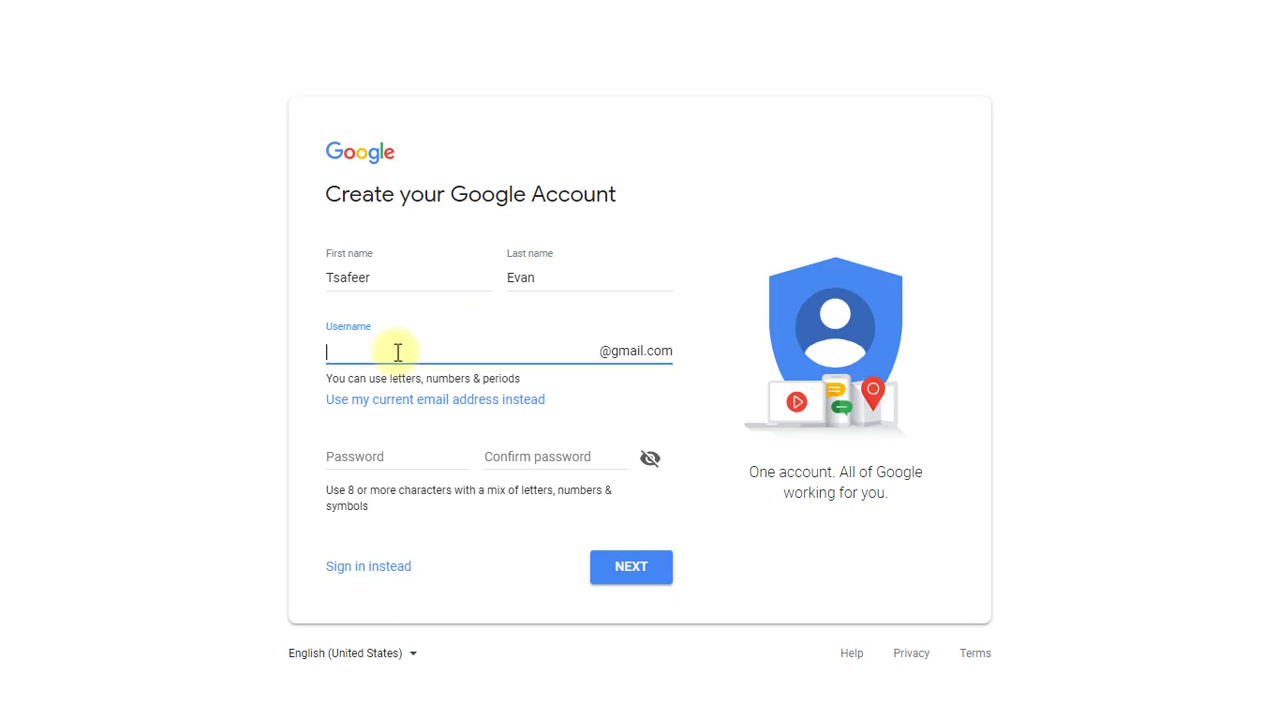 Google
Create your Google Account
First name
Last name
Tsafeer
Evan
Username
@gmail.com
You can use letters, numbers & periods
Use my current email address instead
Password
Confirm password
Use 8 or more characters with a mix of letters, numbers &
symbols
Sign in instead
NEXT
One account. All of Google
working for you.
English (United States)
Help
Privacy
Terms